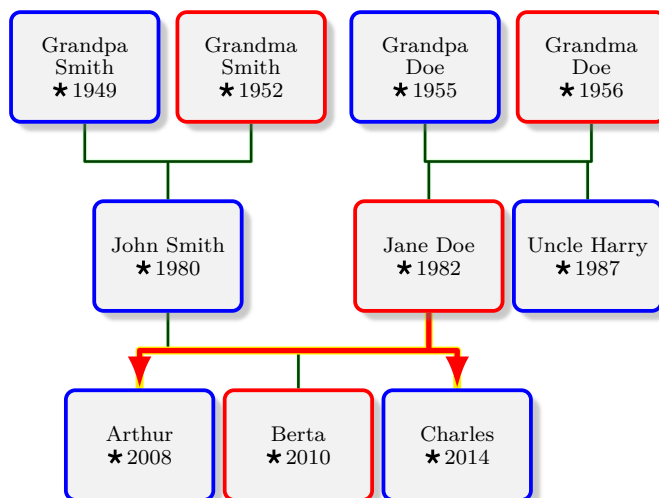 Grandpa
Smith
★1949
Grandma
Smith
★1952
Grandpa
Doe
★1955
Grandma
Doe
★1956
John Smith
★1980
Jane Doe
★1982
Uncle Harry
★1987
Arthur
★2008
Berta
★2010
Charles
★2014